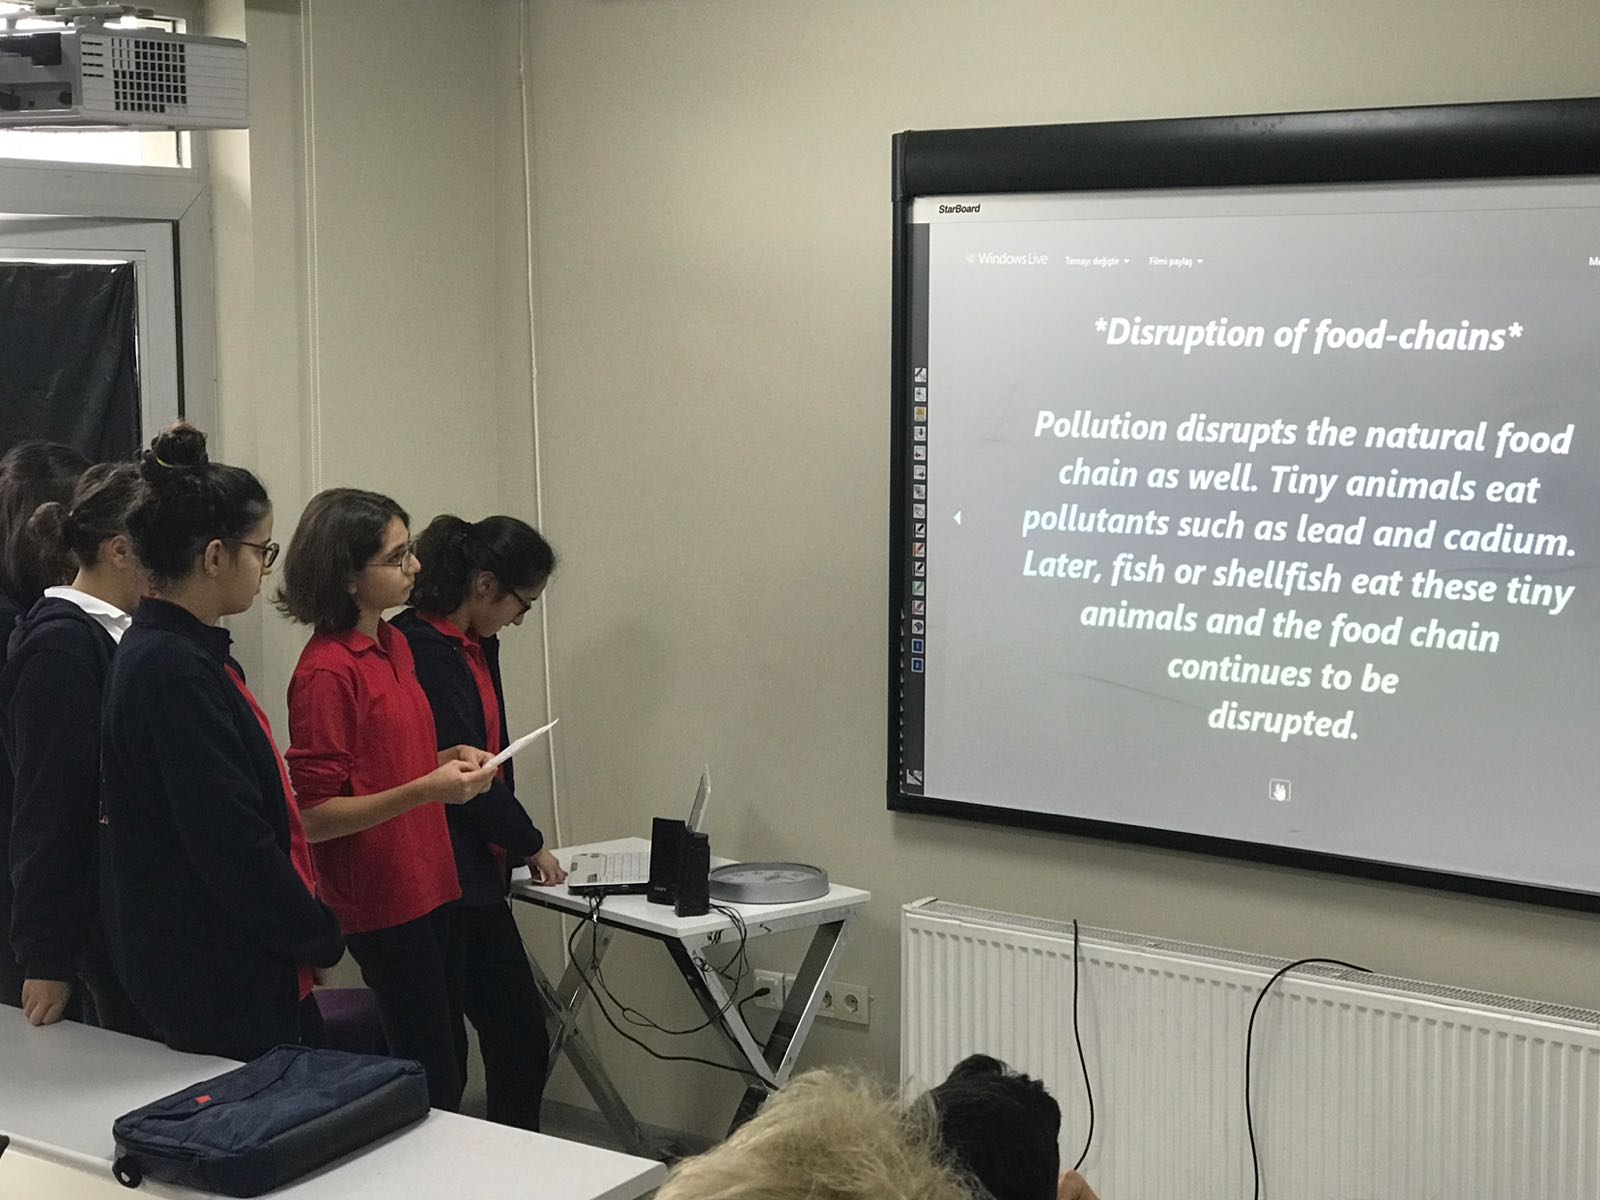 StarBoard
Windows Live Temayı değiştir Filmi paylaş
*Disruption of food-chains*
Pollution disrupts the natural food
chain as well. Tiny animals eat
pollutants such as lead and cadium.
Later, fish or shellfish eat these tiny
animals and the food chain
continues to be
disrupted.
1
2